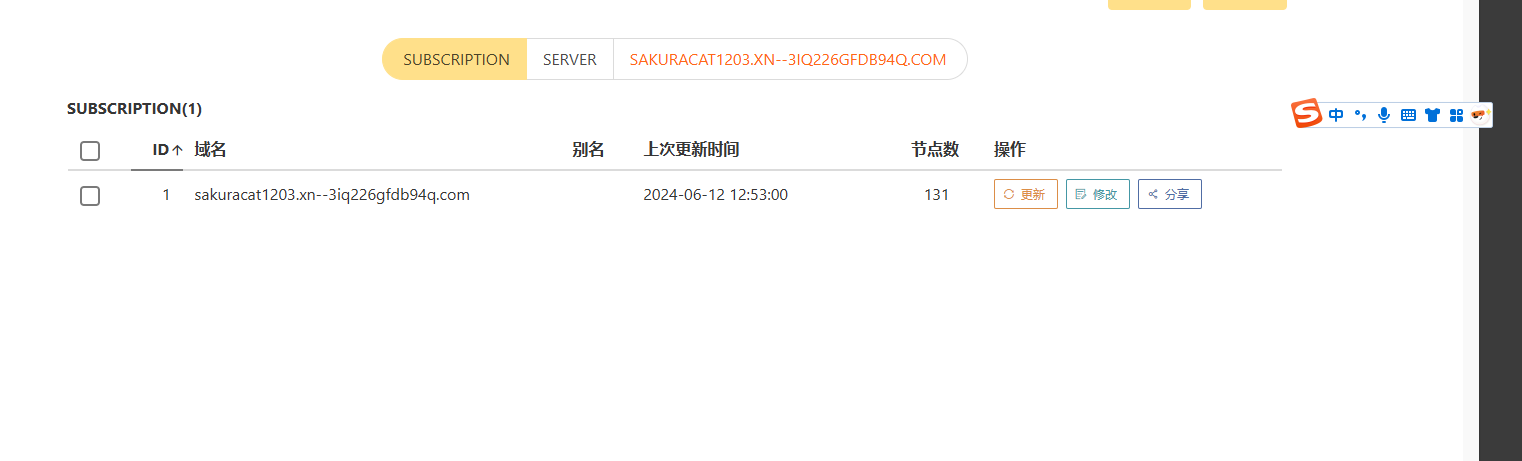 SUBSCRIPTION SERVER SAKURACAT1203.XN--3IQ226GFDB94Q.COM
SUBSCRIPTION(1)
中
ID 域名 别名 上次更新时间 节点数 操作
1 sakuracat1203.xn--3iq226gfdb94q.com 2024-06-12 12:53:00 131 更新 修改 分享